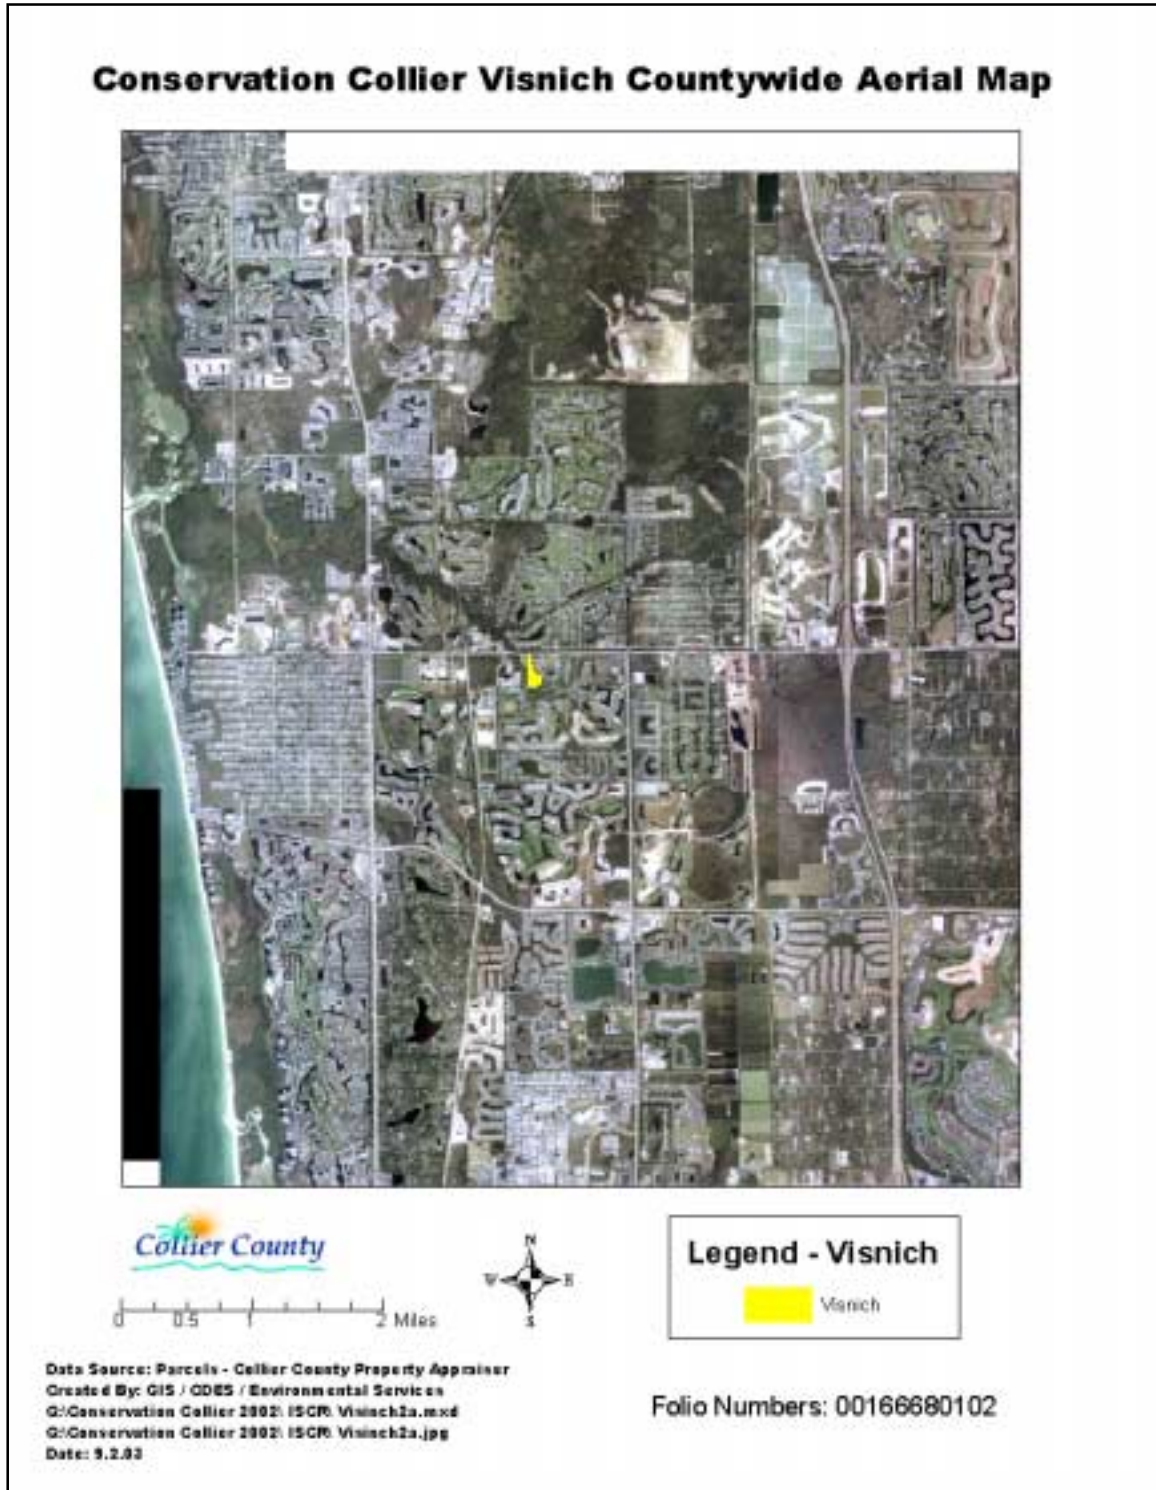 Conservation Collier Visnich Countywide Aerial Map
Collier County
N
W E
S
0 0.5 1 2 Miles
Legend - Visnich
Visnich
Data Source: Parcels - Collier County Property Appraiser
Created By: GIS / CDES / Environmental Services
G:\Conservation Collier 2002\ ISCR\ Visinch2a.mxd
G:\Conservation Collier 2002\ ISCR\ Visinch2a.jpg
Date: 9.2.03
Folio Numbers: 00166680102